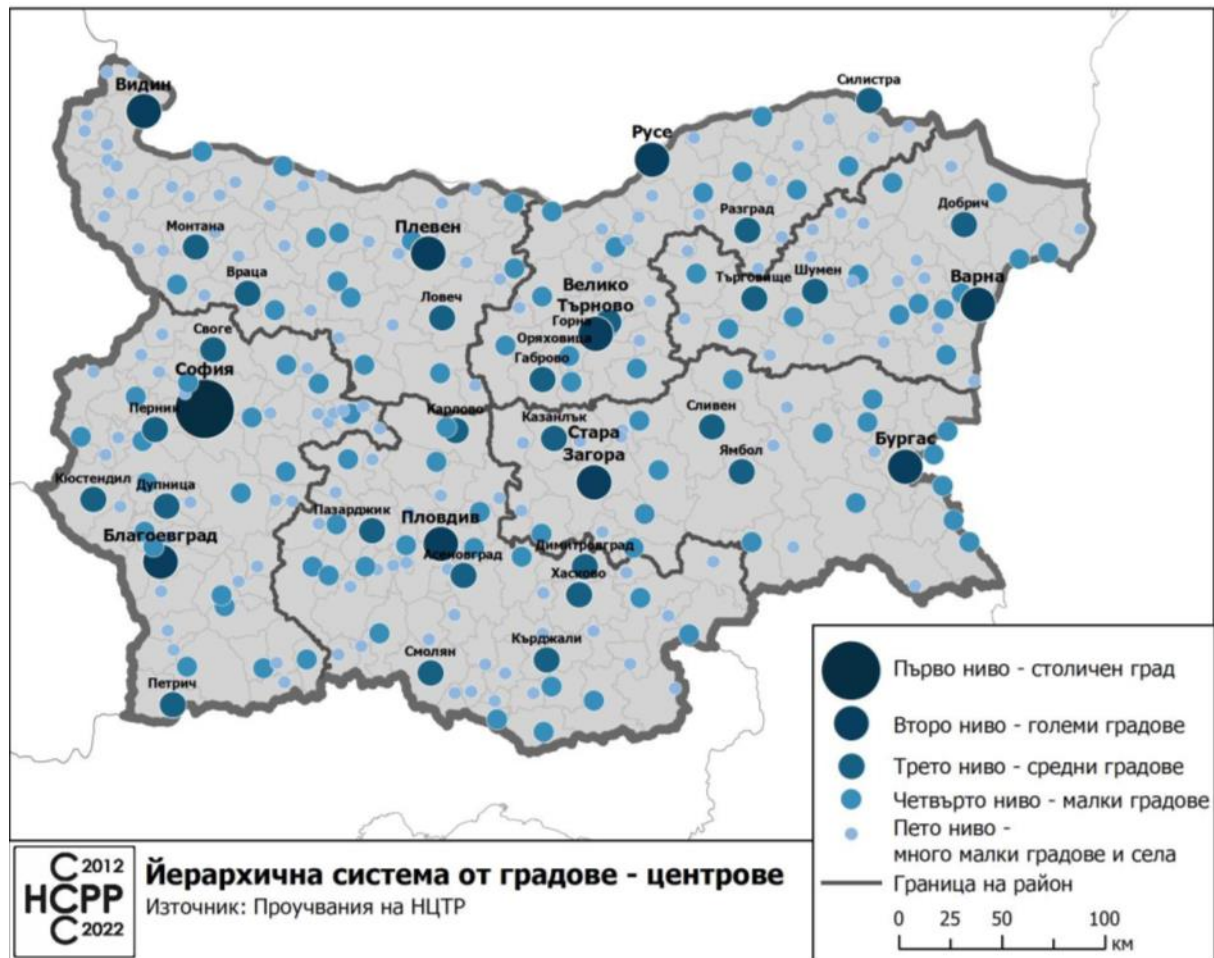 Видин
Силистра
Русе
Разград
Добрич
Монтана
Плевен
Враца
Велико
Търново
Търговище
Шумен
Варна
Ловеч
Горна
Оряховица
Своге
Габрово
София
Перник
Карлово
Казанлък
Сливен
Стара
Загора
Ямбол
Бургас
Кюстендил
Дупница
Пазарджик
Пловдив
Благоевград
Асеновград
Димитровград
Хасково
Кърджали
Смолян
Петрич
Първо ниво - столичен град
Второ ниво - големи градове
Трето ниво - средни градове
Четвърто ниво - малки градове
Пето ниво -
много малки градове и села
Граница на район
0 25 50 100
км
С 2012
НСРР
С 2022
Йерархична система от градове - центрове
Източник: Проучвания на НЦТР